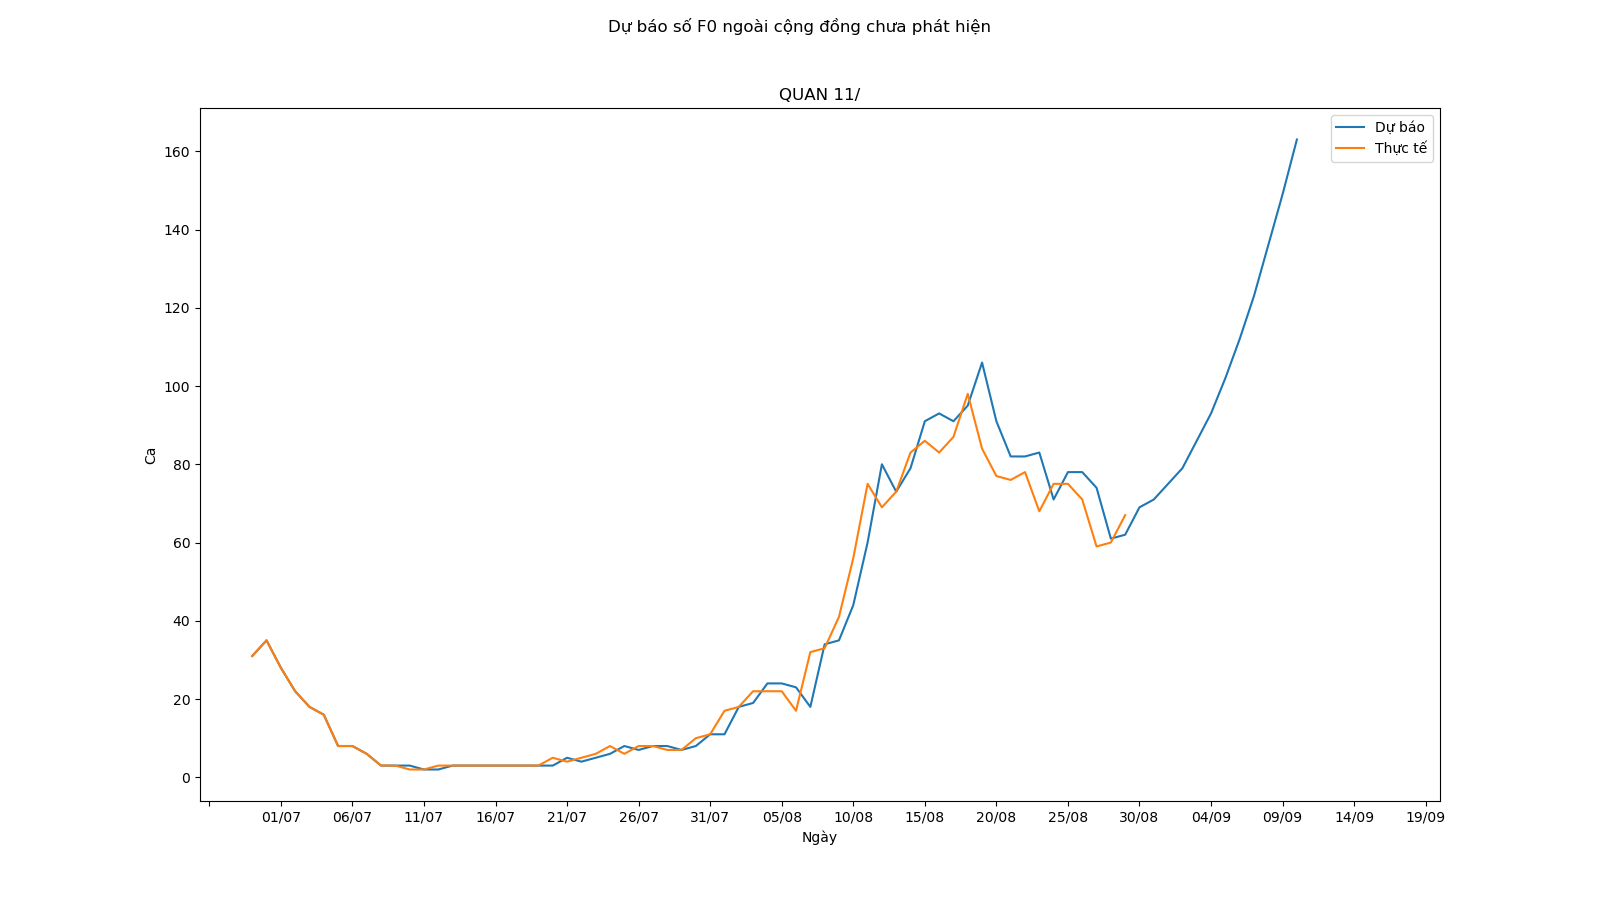 Dự báo số F0 ngoài cộng đồng chưa phát hiện
QUAN 11/
Dự báo
Thực tế
160
140
120
100
80
60
40
20
0
Ca
01/07 06/07 11/07 16/07 21/07 26/07 31/07 05/08 10/08 15/08 20/08 25/08 30/08 04/09 09/09 14/09 19/09
Ngày